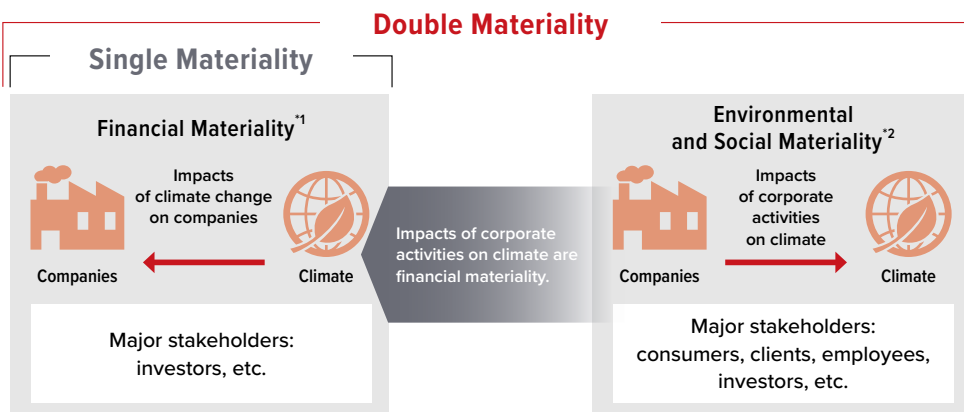 Double Materiality
Single Materiality
Financial Materiality*1
Impacts
of climate change
on companies
Companies
Climate
Major stakeholders:
investors, etc.
Impacts of corporate
activities on climate are
financial materiality.
Environmental
and Social Materiality*2
Impacts
of corporate
activities
on climate
Companies
Climate
Major stakeholders:
consumers, clients, employees,
investors, etc.